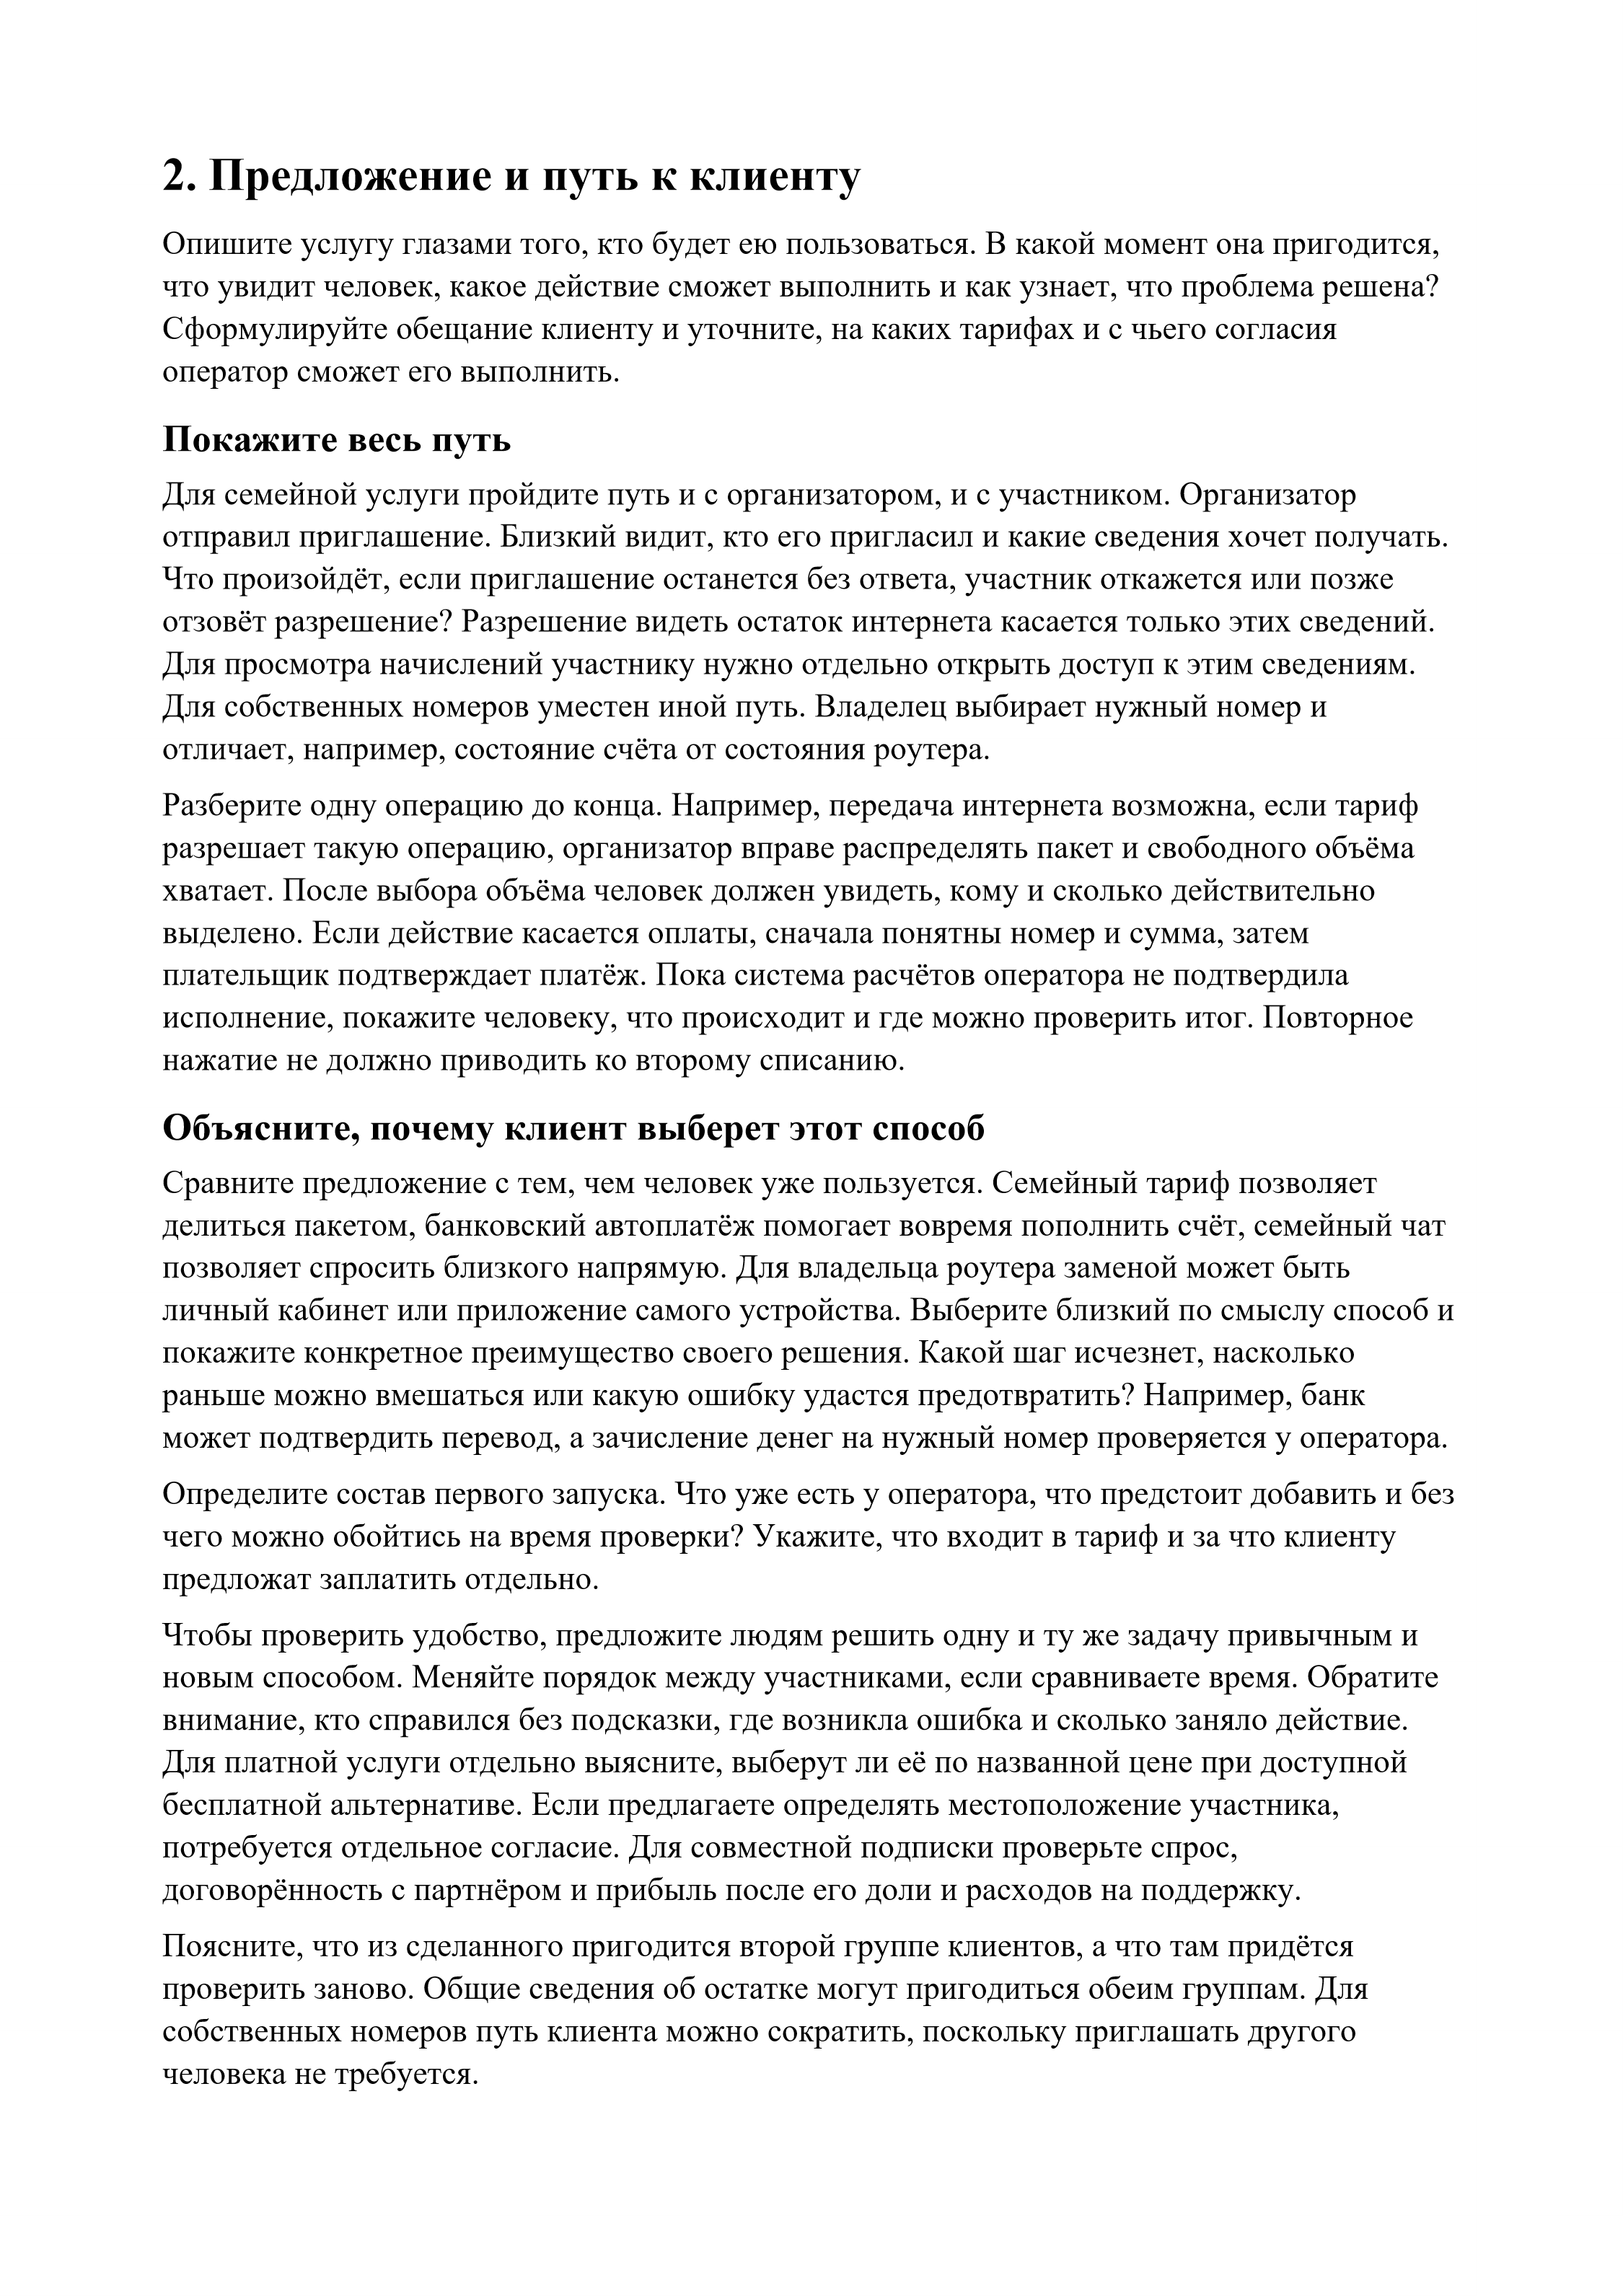 2. Предложение и путь к клиенту
Опишите услугу глазами того, кто будет ею пользоваться. В какой момент она пригодится,
что увидит человек, какое действие сможет выполнить и как узнает, что проблема решена?
Сформулируйте обещание клиенту и уточните, на каких тарифах и с чьего согласия
оператор сможет его выполнить.
Покажите весь путь
Для семейной услуги пройдите путь и с организатором, и с участником. Организатор
отправил приглашение. Близкий видит, кто его пригласил и какие сведения хочет получать.
Что произойдёт, если приглашение останется без ответа, участник откажется или позже
отзовёт разрешение? Разрешение видеть остаток интернета касается только этих сведений.
Для просмотра начислений участнику нужно отдельно открыть доступ к этим сведениям.
Для собственных номеров уместен иной путь. Владелец выбирает нужный номер и
отличает, например, состояние счёта от состояния роутера.
Разберите одну операцию до конца. Например, передача интернета возможна, если тариф
разрешает такую операцию, организатор вправе распределять пакет и свободного объёма
хватает. После выбора объёма человек должен увидеть, кому и сколько действительно
выделено. Если действие касается оплаты, сначала понятны номер и сумма, затем
плательщик подтверждает платёж. Пока система расчётов оператора не подтвердила
исполнение, покажите человеку, что происходит и где можно проверить итог. Повторное
нажатие не должно приводить ко второму списанию.
Объясните, почему клиент выберет этот способ
Сравните предложение с тем, чем человек уже пользуется. Семейный тариф позволяет
делиться пакетом, банковский автоплатёж помогает вовремя пополнить счёт, семейный чат
позволяет спросить близкого напрямую. Для владельца роутера заменой может быть
личный кабинет или приложение самого устройства. Выберите близкий по смыслу способ и
покажите конкретное преимущество своего решения. Какой шаг исчезнет, насколько
раньше можно вмешаться или какую ошибку удастся предотвратить? Например, банк
может подтвердить перевод, а зачисление денег на нужный номер проверяется у оператора.
Определите состав первого запуска. Что уже есть у оператора, что предстоит добавить и без
чего можно обойтись на время проверки? Укажите, что входит в тариф и за что клиенту
предложат заплатить отдельно.
Чтобы проверить удобство, предложите людям решить одну и ту же задачу привычным и
новым способом. Меняйте порядок между участниками, если сравниваете время. Обратите
внимание, кто справился без подсказки, где возникла ошибка и сколько заняло действие.
Для платной услуги отдельно выясните, выберут ли её по названной цене при доступной
бесплатной альтернативе. Если предлагаете определять местоположение участника,
потребуется отдельное согласие. Для совместной подписки проверьте спрос,
договорённость с партнёром и прибыль после его доли и расходов на поддержку.
Поясните, что из сделанного пригодится второй группе клиентов, а что там придётся
проверить заново. Общие сведения об остатке могут пригодиться обеим группам. Для
собственных номеров путь клиента можно сократить, поскольку приглашать другого
человека не требуется.